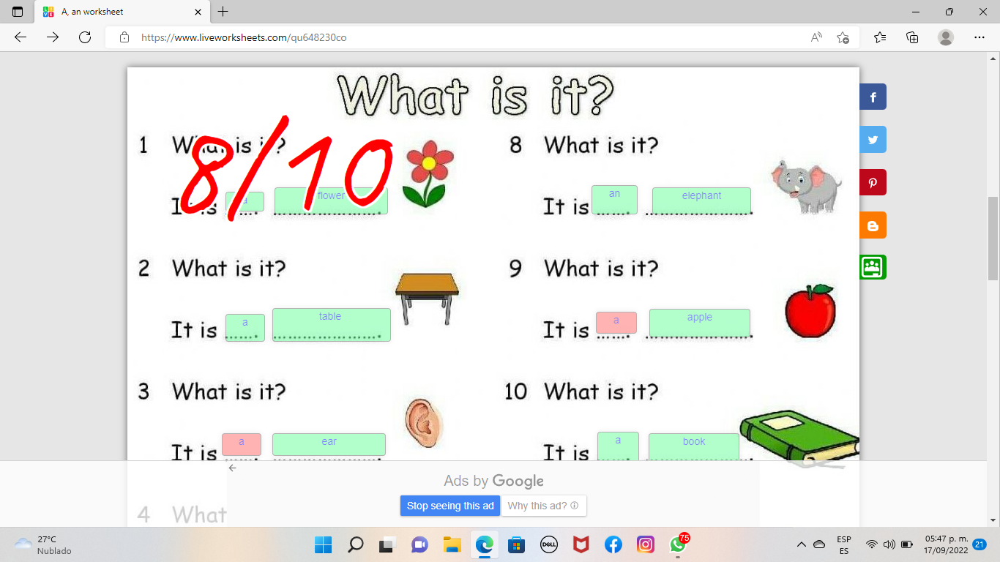 A, an worksheet
https://www.liveworksheets.com/qu648230co
What is it?
8/10
1 What is it?
It is a flower
2 What is it?
It is a table
3 What is it?
It is a ear
4 What
8 What is it?
It is an elephant
9 What is it?
It is a apple
10 What is it?
It is a book
Ads by Google
Stop seeing this ad
Why this ad?
27°C
Nublado
DELL
75
ESP
ES
05:47 p. m.
17/09/2022
21